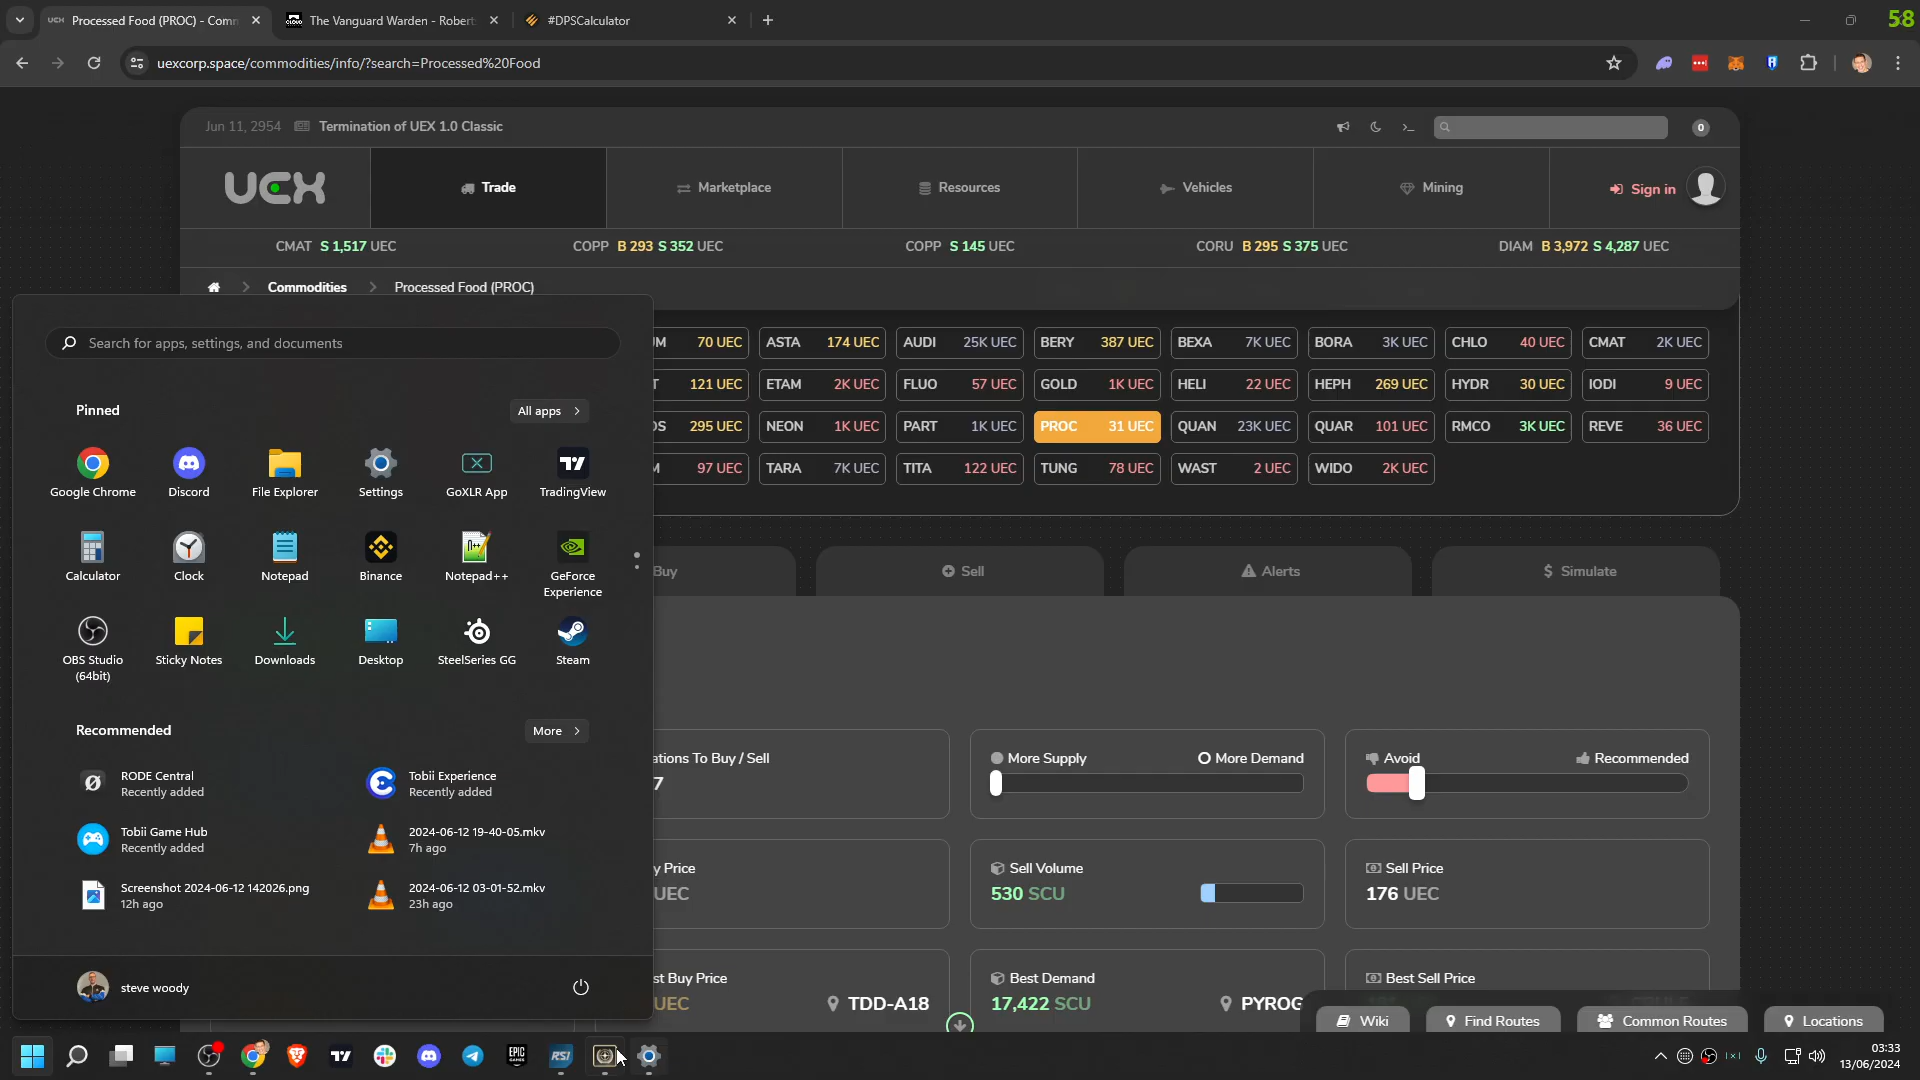 Processed Food (PROC) - Comm
The Vanguard Warden - Robert
#DPSCalculator
58
uexcorp.space/commodities/info/?search=Processed%20Food
Jun 11, 2954
Termination of UEX 1.0 Classic
0
UEX
Trade
Marketplace
Resources
Vehicles
Mining
Sign in
CMAT S 1,517 UEC
COPP B 293 S 352 UEC
COPP S 145 UEC
CORU B 295 S 375 UEC
DIAM B 3,972 S 4,287 UEC
Commodities
Processed Food (PROC)
70 UEC
ASTA 174 UEC
AUDI 25K UEC
BERY 387 UEC
BEXA 7K UEC
BORA 3K UEC
CHLO 40 UEC
CMAT 2K UEC
121 UEC
ETAM 2K UEC
FLUO 57 UEC
GOLD 1K UEC
HELI 22 UEC
HEPH 269 UEC
HYDR 30 UEC
IODI 9 UEC
295 UEC
NEON 1K UEC
PART 1K UEC
PROC 31 UEC
QUAN 23K UEC
QUAR 101 UEC
RMCO 3K UEC
REVE 36 UEC
97 UEC
TARA 7K UEC
TITA 122 UEC
TUNG 78 UEC
WAST 2 UEC
WIDO 2K UEC
Buy
Sell
Alerts
Simulate
ations To Buy / Sell
7
More Supply
More Demand
Avoid
Recommended
y Price
UEC
Sell Volume
530 SCU
Sell Price
176 UEC
st Buy Price
UEC
TDD-A18
Best Demand
17,422 SCU
PYROG
Best Sell Price
Wiki
Find Routes
Common Routes
Locations
Search for apps, settings, and documents
Pinned
All apps
Google Chrome
Discord
File Explorer
Settings
GoXLR App
TradingView
Calculator
Clock
Notepad
Binance
Notepad++
GeForce
Experience
OBS Studio
(64bit)
Sticky Notes
Downloads
Desktop
SteelSeries GG
Steam
Recommended
More
RODE Central
Recently added
Tobii Experience
Recently added
Tobii Game Hub
Recently added
2024-06-12 19-40-05.mkv
7h ago
Screenshot 2024-06-12 142026.png
12h ago
2024-06-12 03-01-52.mkv
23h ago
steve woody
EPIC
GAMES
RSI
03:33
13/06/2024